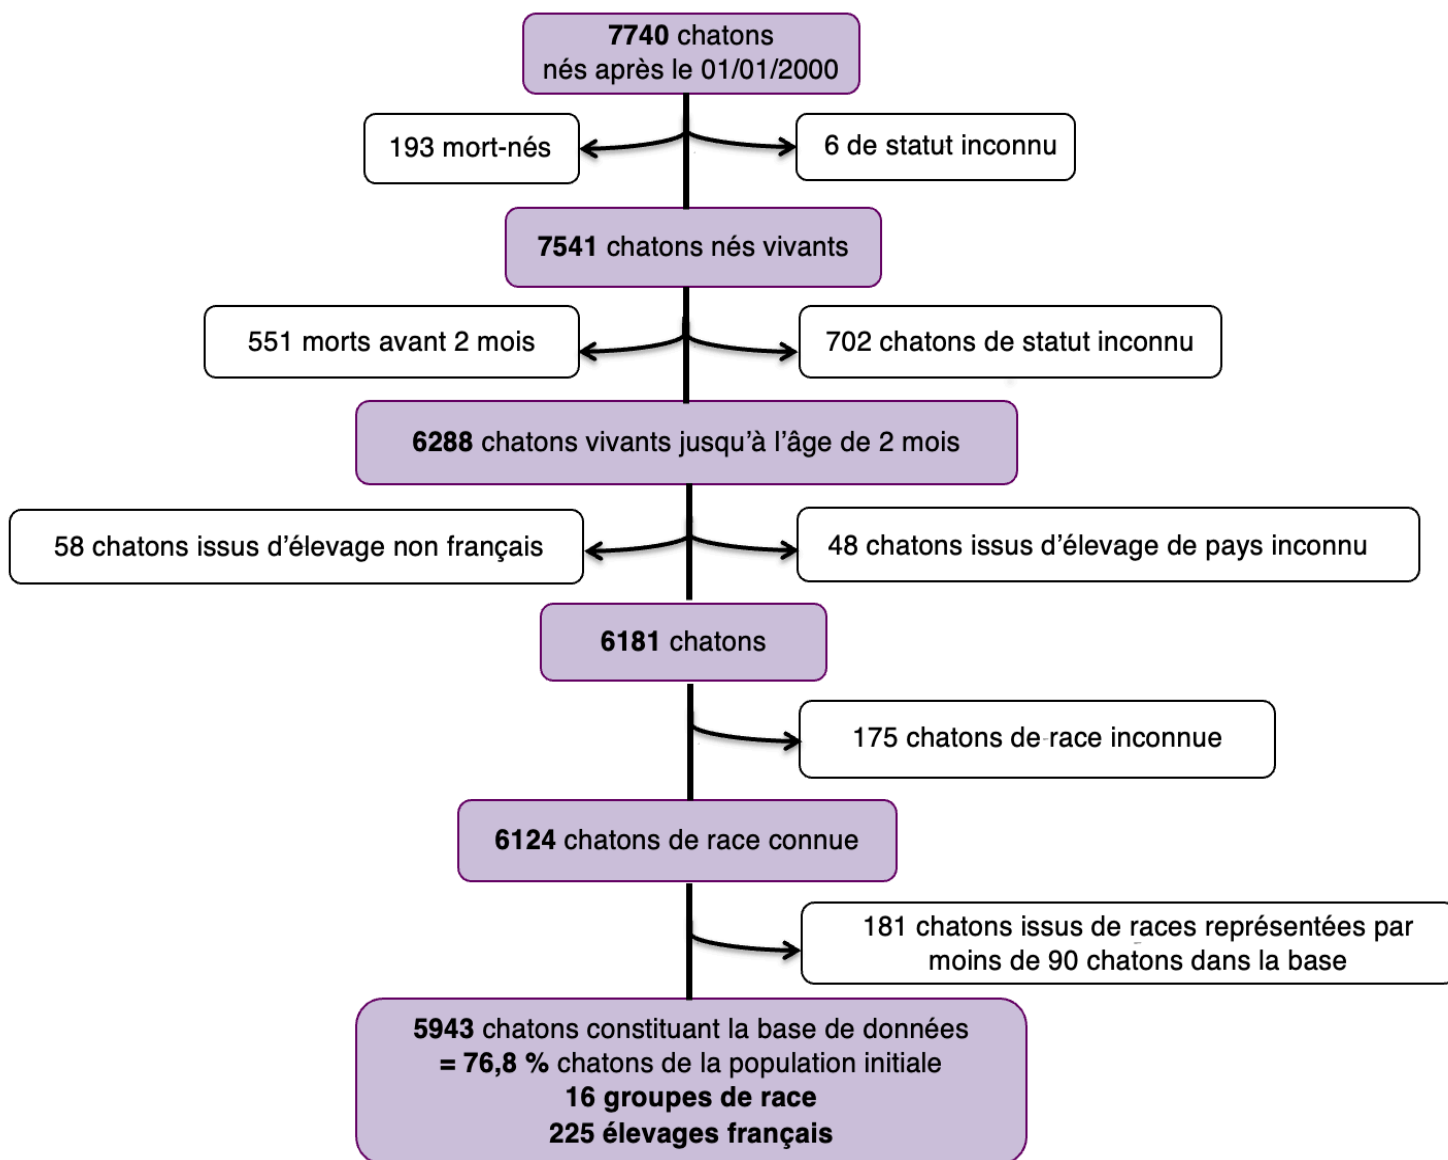 7740 chatons
nés après le 01/01/2000
193 mort-nés
6 de statut inconnu
7541 chatons nés vivants
551 morts avant 2 mois
702 chatons de statut inconnu
6288 chatons vivants jusqu’à l’âge de 2 mois
58 chatons issus d’élevage non français
48 chatons issus d’élevage de pays inconnu
6181 chatons
175 chatons de race inconnue
6124 chatons de race connue
181 chatons issus de races représentées par
moins de 90 chatons dans la base
5943 chatons constituant la base de données
= 76,8 % chatons de la population initiale
16 groupes de race
225 élevages français